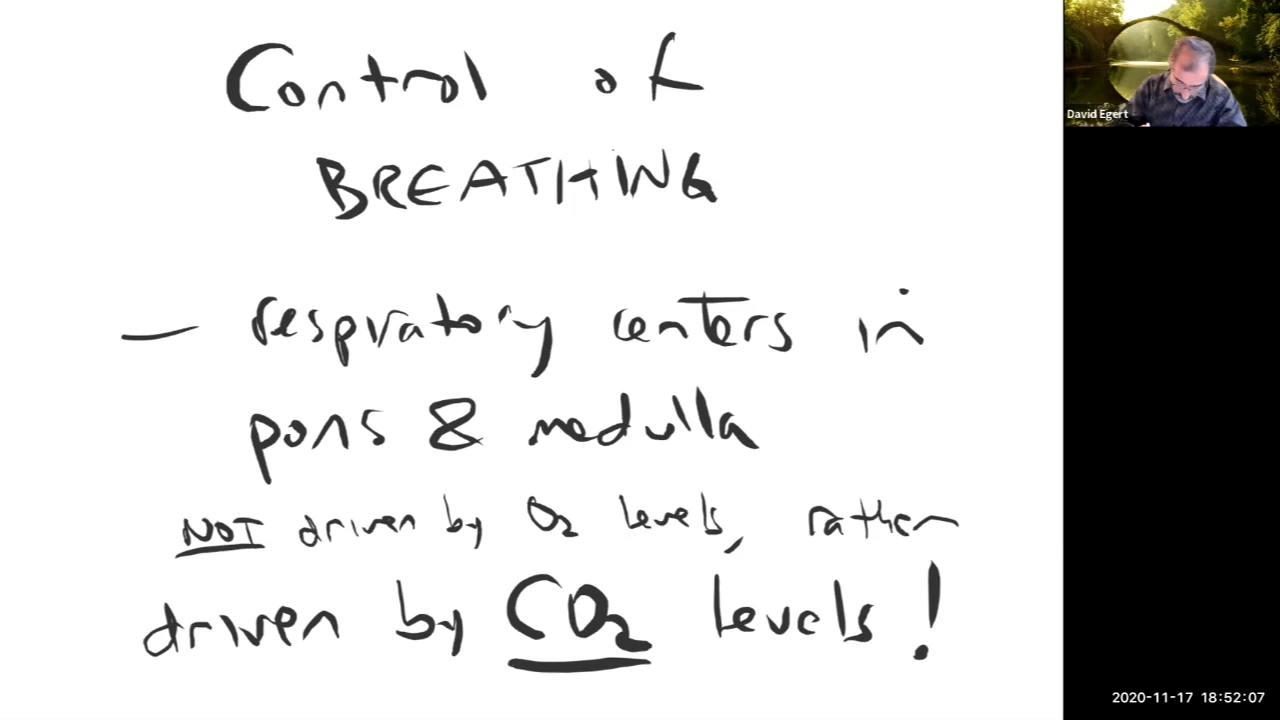 Control of
BREATHING
— respiratory centers in
pons & medulla
NOT driven by O2 levels, rather
driven by CO2 levels!
David Egert
2020-11-17 18:52:07